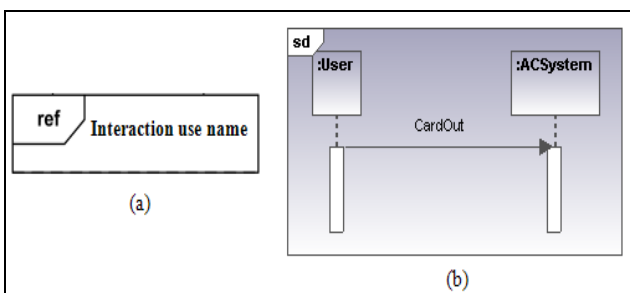 ref
Interaction use name
(a)
sd
:User
:ACSystem
CardOut
(b)